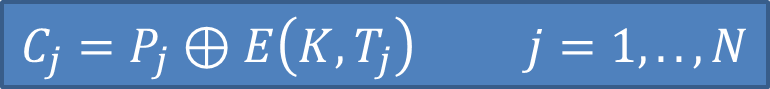 C_j = P_j ⊕ E(K, T_j)   j = 1,..,N